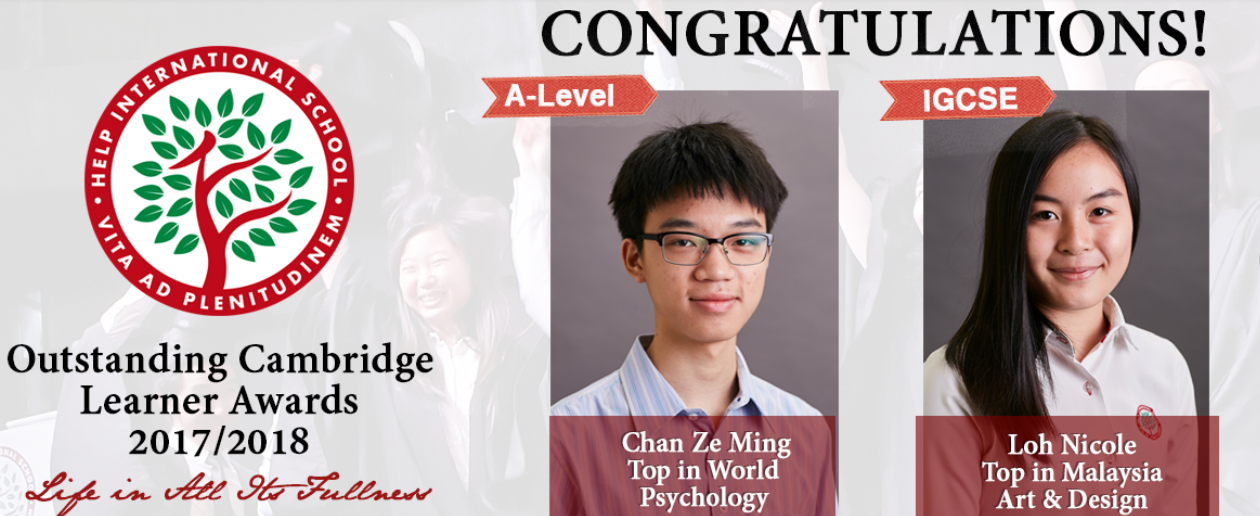 HELP INTERNATIONAL SCHOOL
VITA AD PLENITUDINEM
Outstanding Cambridge
Learner Awards
2017/2018
Life in All Its Fullness
CONGRATULATIONS!
A-Level
Chan Ze Ming
Top in World
Psychology
IGCSE
Loh Nicole
Top in Malaysia
Art & Design